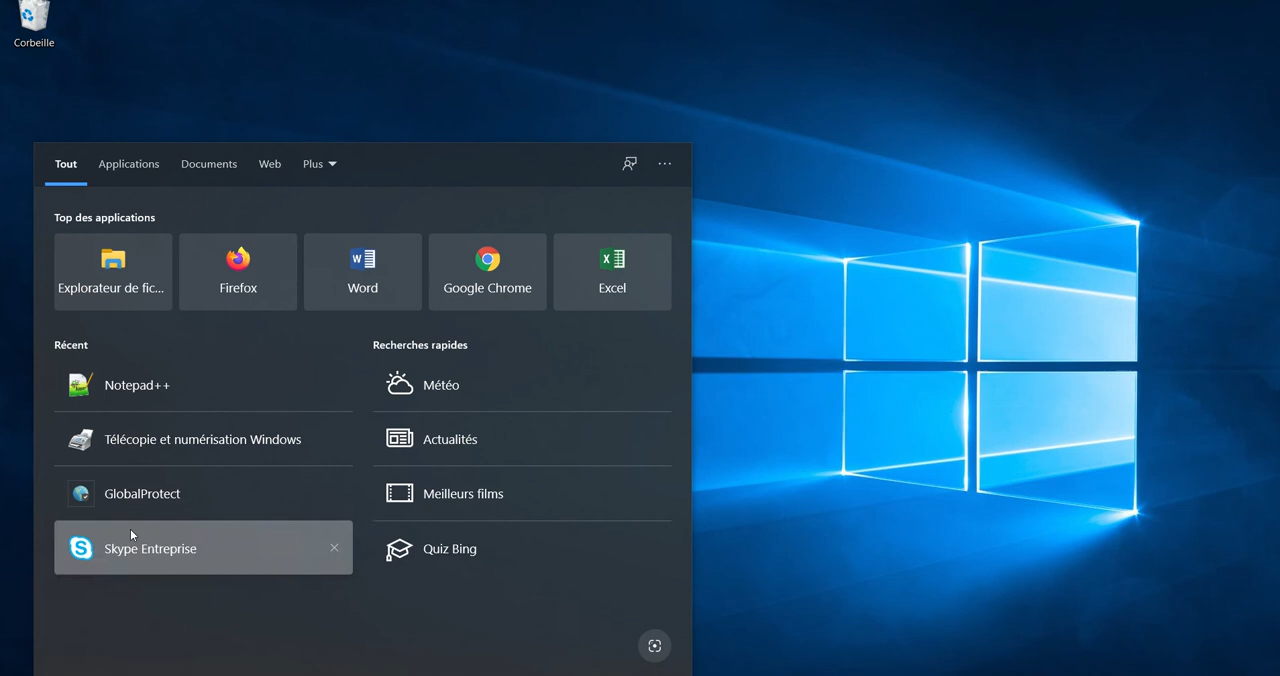 Corbeille
Tout Applications Documents Web Plus
Top des applications
Explorateur de fic... Firefox Word Google Chrome Excel
Récent Recherches rapides
Notepad++ Météo
Télécopie et numérisation Windows Actualités
GlobalProtect Meilleurs films
Skype Entreprise Quiz Bing